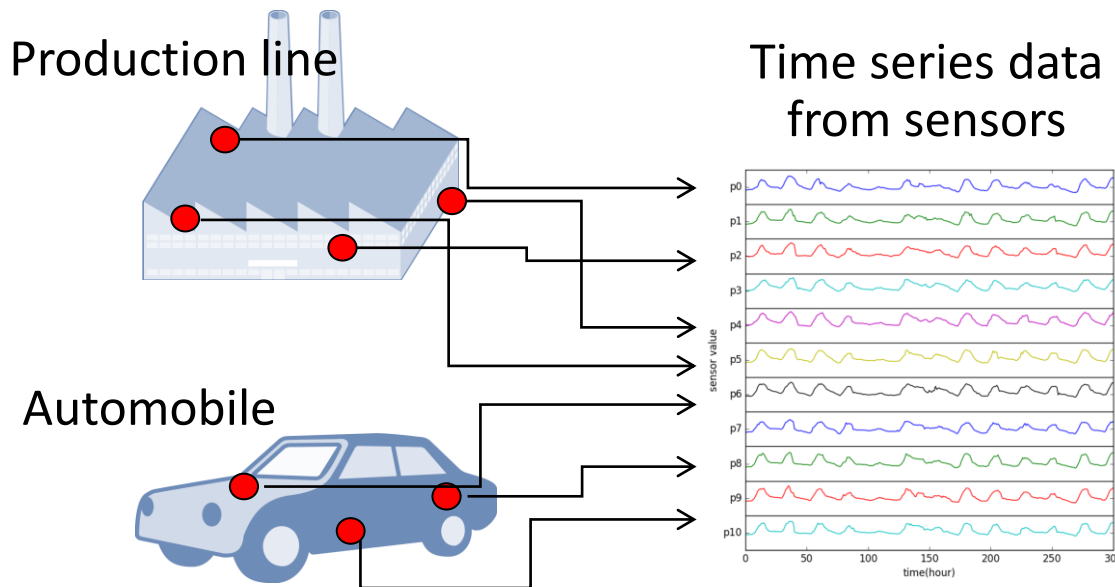 Production line
Time series data
from sensors
p0
p1
p2
p3
p4
p5
p6
p7
p8
p9
p10
sensor value
0 50 100 150 200 250 300
time(hour)
Automobile